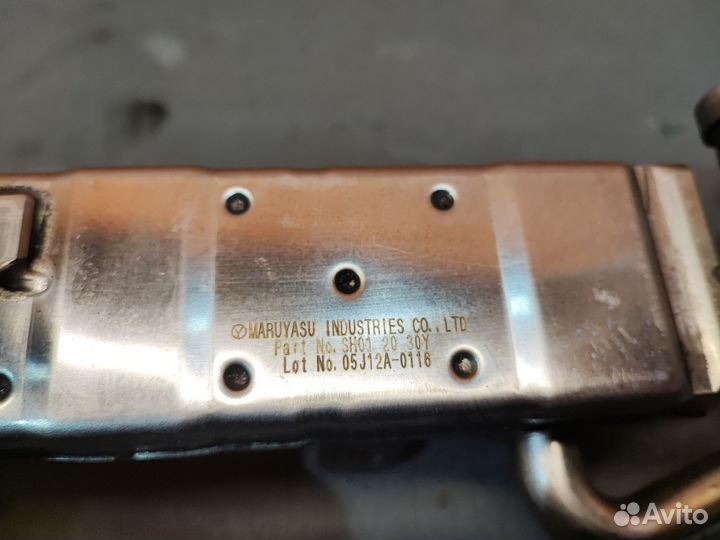 MARUYASU INDUSTRIES CO.,LTD
Part No. SH01 20 30Y
Lot No. 05J12A-0116
Avito